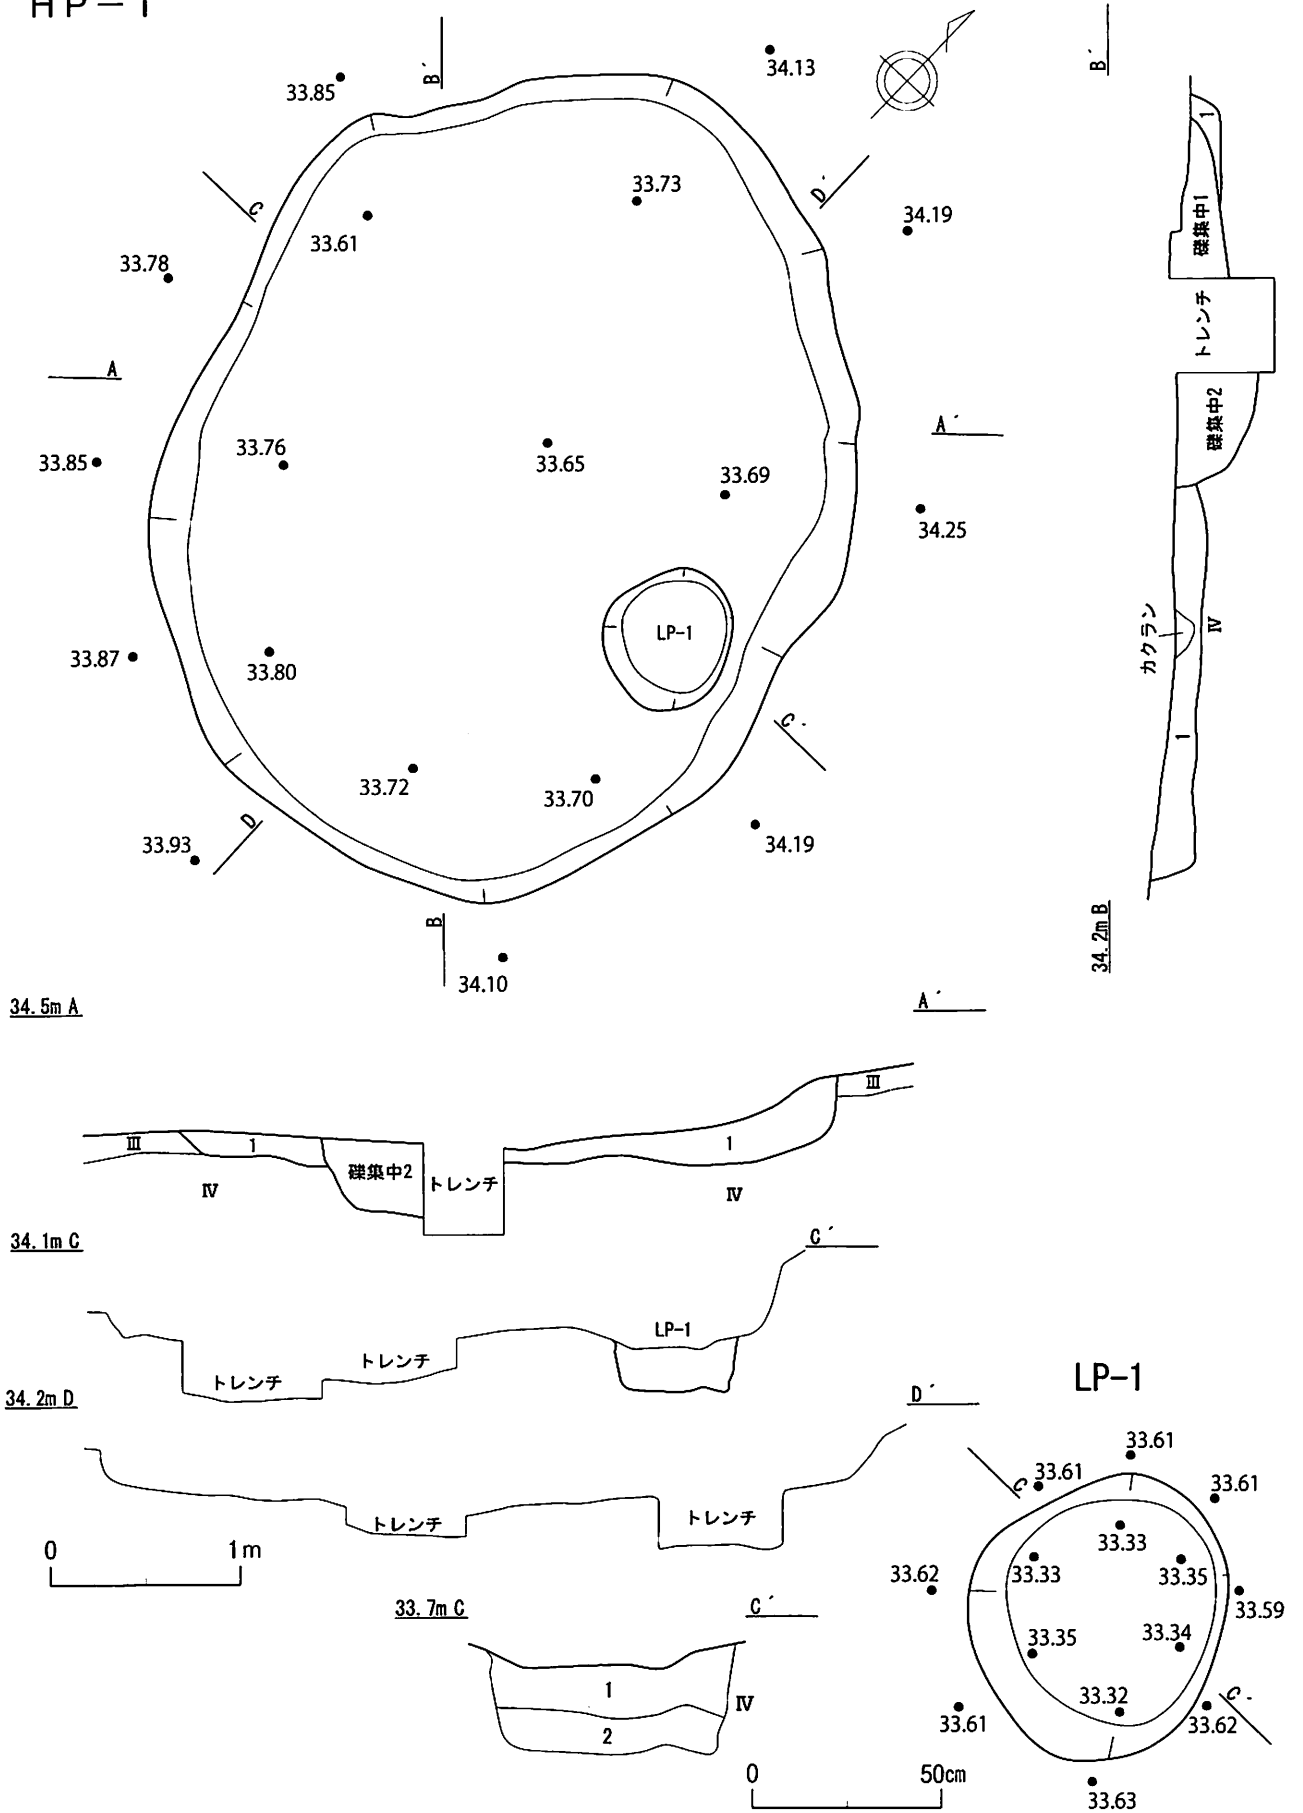 HP-1
B´
34.13
B´
33.85
1
33.73
D´
34.19
C
33.61
礫集中1
33.78
トレンチ
A
A´
礫集中2
33.76
33.85
33.65
33.69
34.25
カクラン
Ⅳ
LP-1
33.87
33.80
C´
1
33.72
33.70
D
33.93
34.19
B
34.2m B
34.10
34.5m A
A´
Ⅲ
Ⅲ
1
1
礫集中2
トレンチ
Ⅳ
Ⅳ
34.1m C
C´
LP-1
トレンチ
トレンチ
LP-1
34.2m D
D´
33.61
33.61
C
33.61
トレンチ
トレンチ
33.33
0 1m
33.62
33.33
33.35
33.7m C
C´
33.59
33.35
33.34
1
Ⅳ
33.32
C´
33.61
33.62
2
0 50cm
33.63